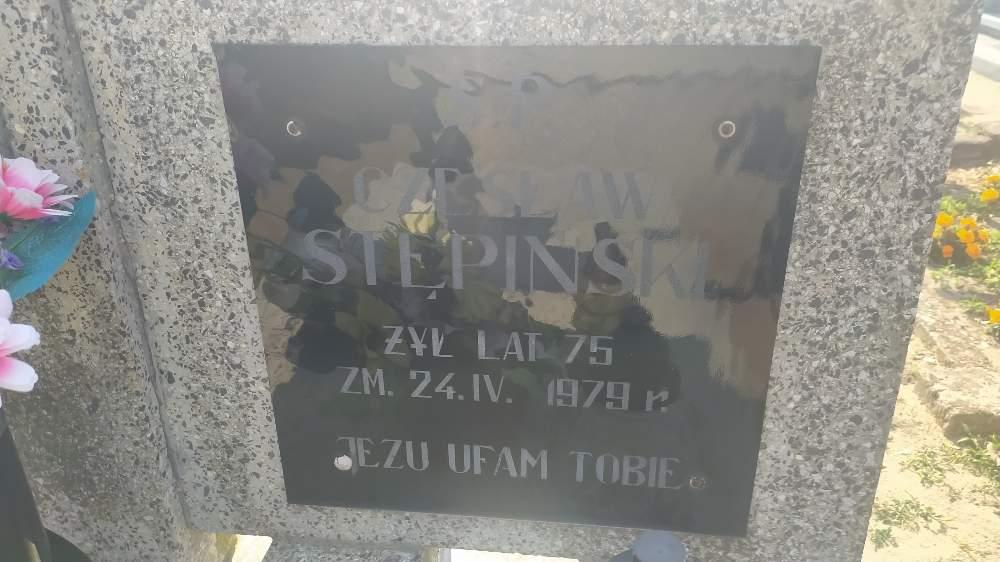 Ś P
CZESŁAW
STĘPIŃSKI
ŻYŁ LAT 75
ZM. 24.IV. 1979 r.
JEZU UFAM TOBIE